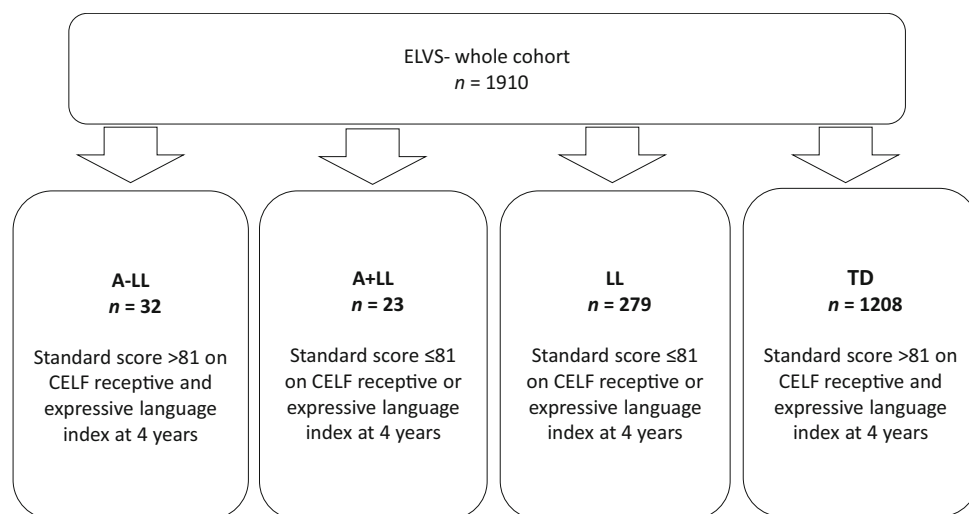 ELVS- whole cohort
n = 1910
A-LL
n = 32
Standard score >81 on
CELF receptive and
expressive language
index at 4 years
A+LL
n = 23
Standard score ≤81
on CELF receptive or
expressive language
index at 4 years
LL
n = 279
Standard score ≤81
on CELF receptive or
expressive language
index at 4 years
TD
n = 1208
Standard score >81 on
CELF receptive and
expressive language
index at 4 years